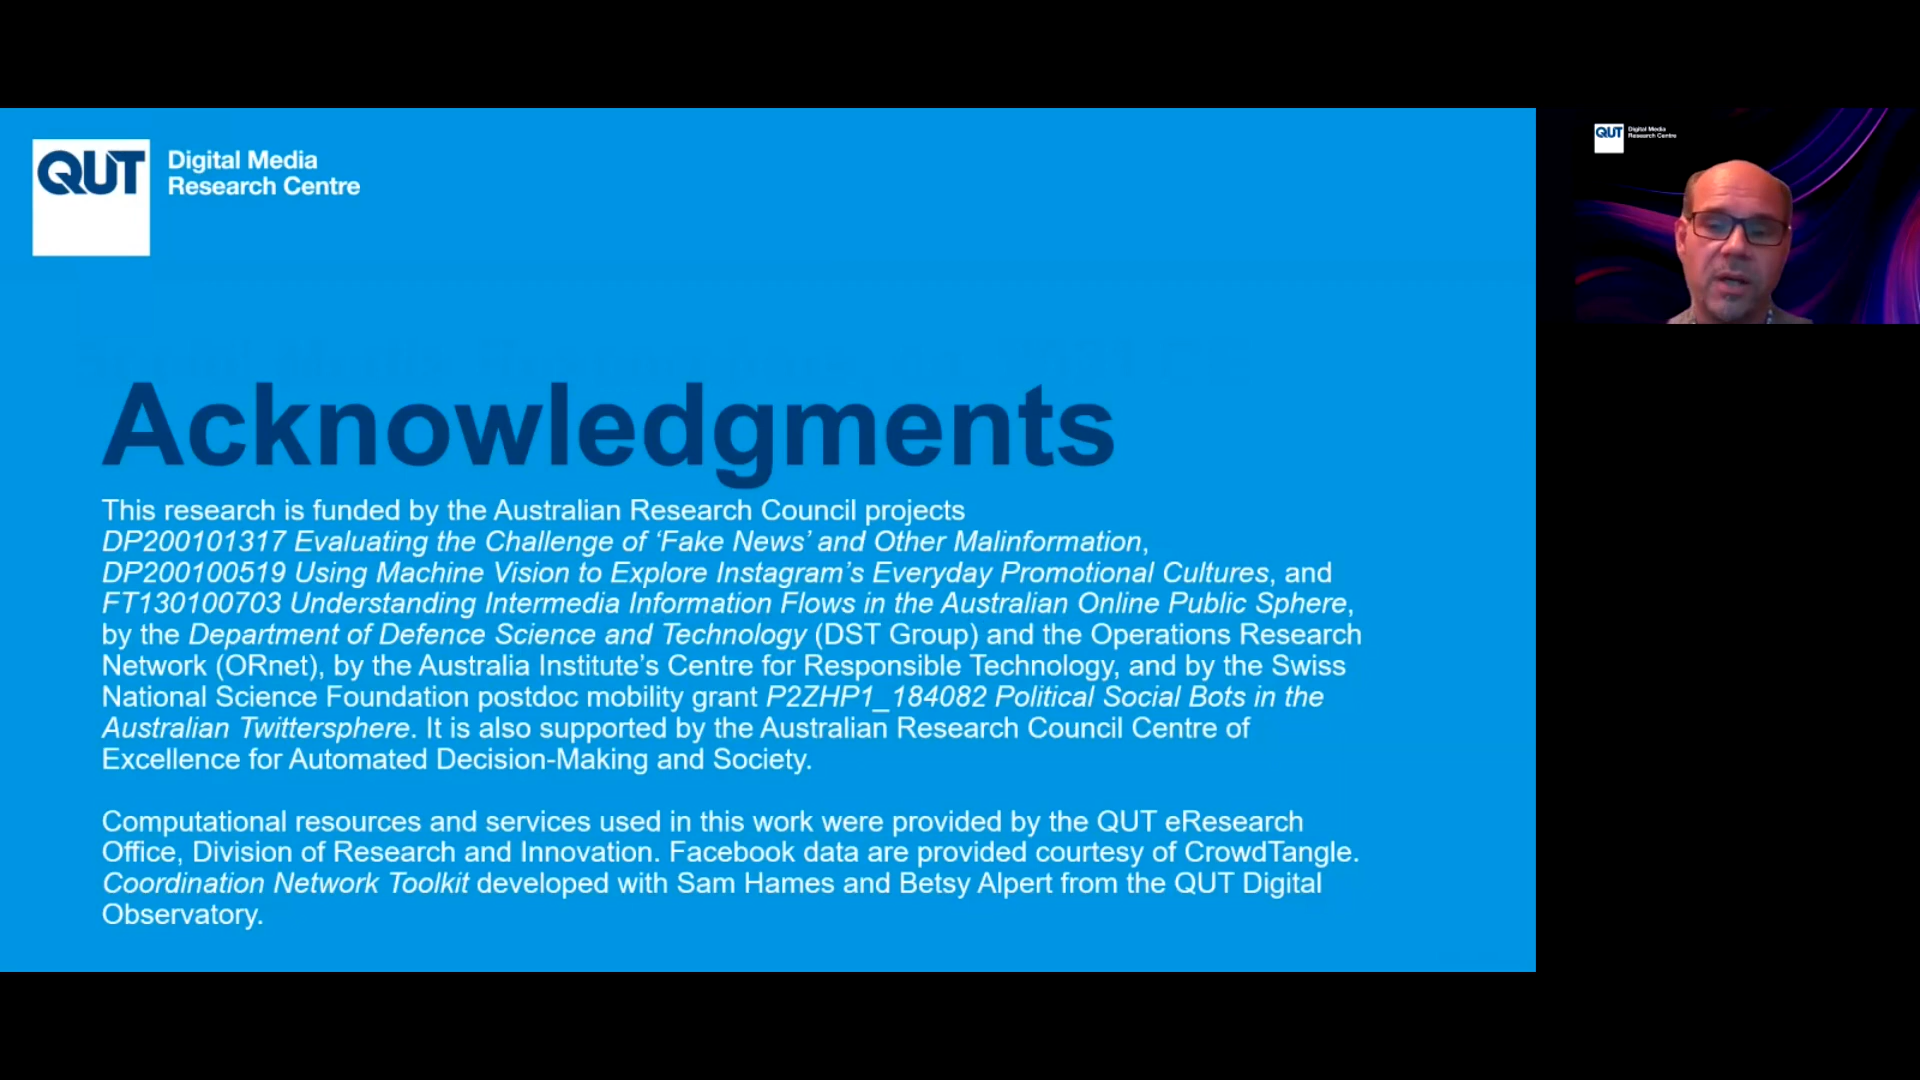 QUT
Digital Media
Research Centre
QUT
Digital Media
Research Centre
Acknowledgments
This research is funded by the Australian Research Council projects
DP200101317 Evaluating the Challenge of ‘Fake News’ and Other Malinformation,
DP200100519 Using Machine Vision to Explore Instagram’s Everyday Promotional Cultures, and
FT130100703 Understanding Intermedia Information Flows in the Australian Online Public Sphere,
by the Department of Defence Science and Technology (DST Group) and the Operations Research
Network (ORnet), by the Australia Institute’s Centre for Responsible Technology, and by the Swiss
National Science Foundation postdoc mobility grant P2ZHP1_184082 Political Social Bots in the
Australian Twittersphere. It is also supported by the Australian Research Council Centre of
Excellence for Automated Decision-Making and Society.
Computational resources and services used in this work were provided by the QUT eResearch
Office, Division of Research and Innovation. Facebook data are provided courtesy of CrowdTangle.
Coordination Network Toolkit developed with Sam Hames and Betsy Alpert from the QUT Digital
Observatory.